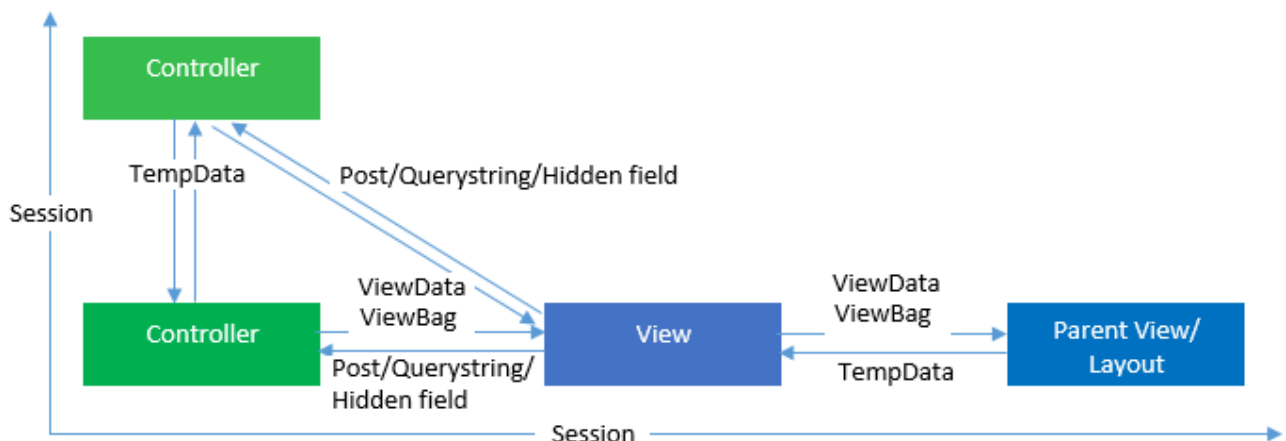 Controller
TempData
Post/Querystring/Hidden field
Session
Controller
ViewData
ViewBag
Post/Querystring/
Hidden field
View
ViewData
ViewBag
TempData
Parent View/
Layout
Session